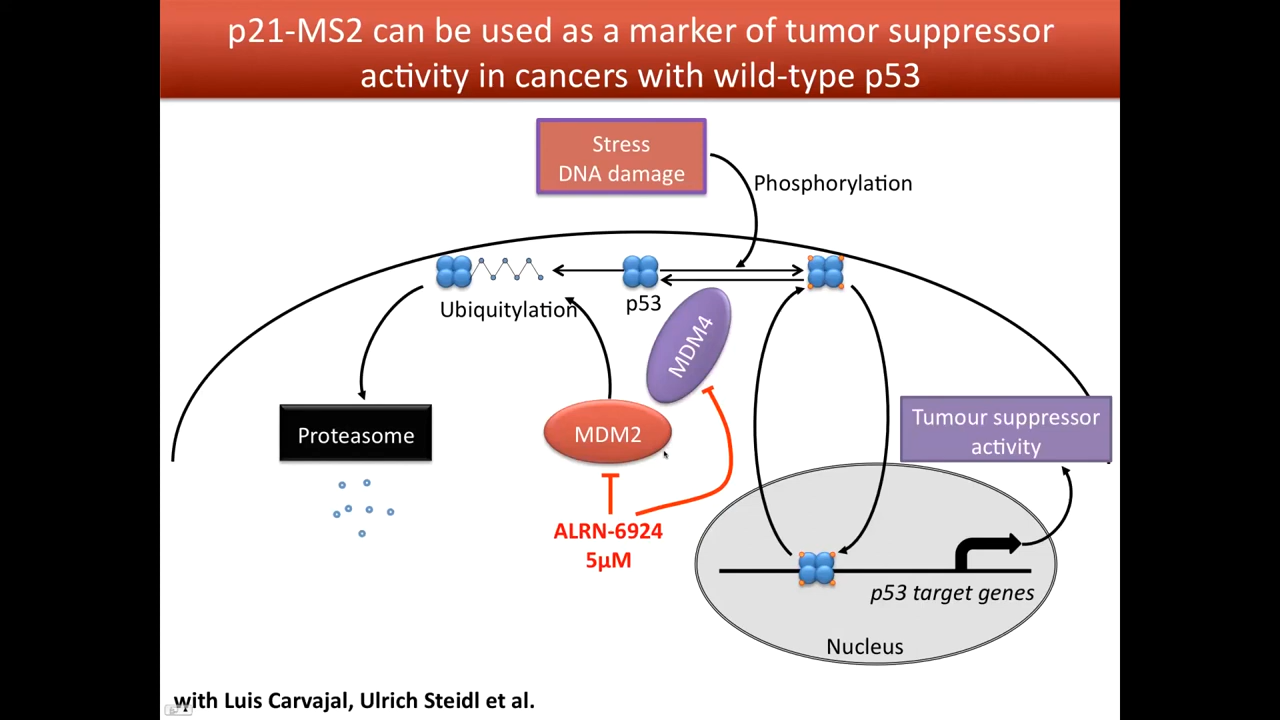 p21-MS2 can be used as a marker of tumor suppressor
activity in cancers with wild-type p53
Stress
DNA damage
Phosphorylation
Ubiquitylation
p53
MDM4
Proteasome
MDM2
Tumour suppressor
activity
ALRN-6924
5µM
p53 target genes
Nucleus
with Luis Carvajal, Ulrich Steidl et al.